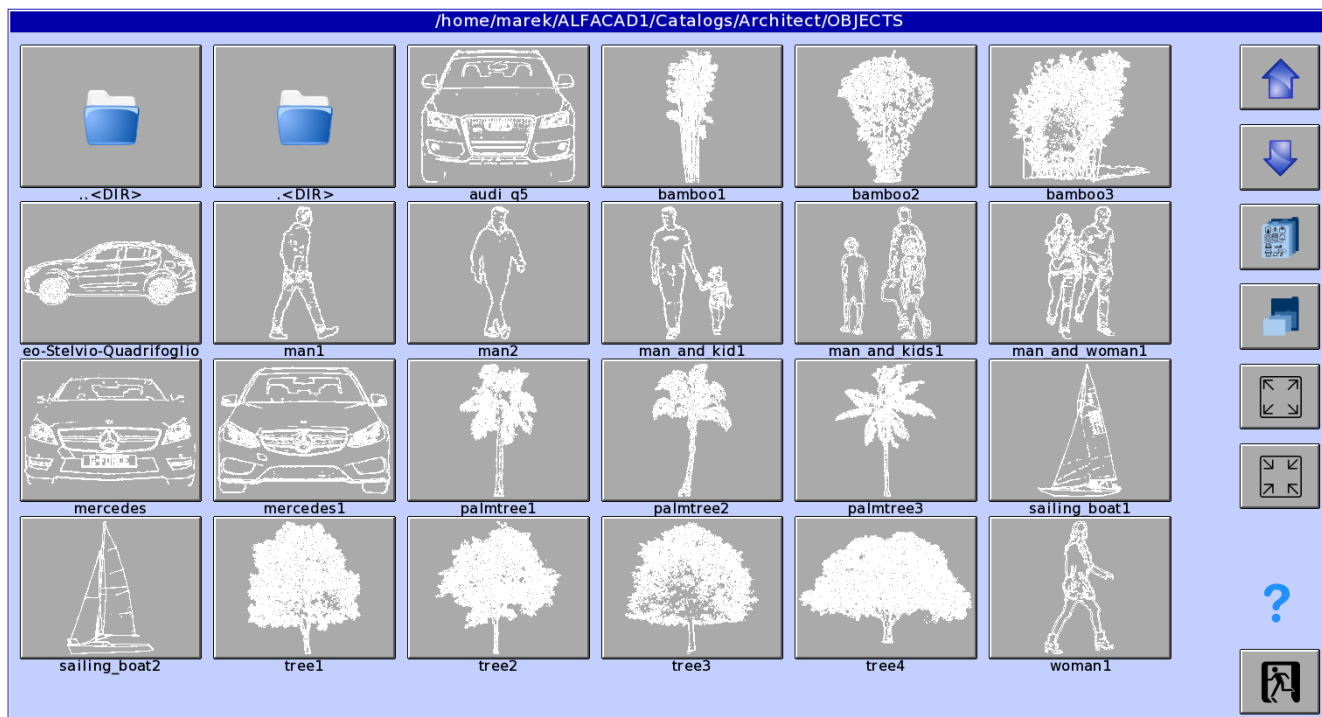 /home/marek/ALFACAD1/Catalogs/Architect/OBJECTS
..<DIR>
.<DIR>
audi_q5
bamboo1
bamboo2
bamboo3
eo-Stelvio-Quadrifoglio
man1
man2
man_and_kid1
man_and_kids1
man_and_woman1
G-FORCE
mercedes
mercedes1
palmtree1
palmtree2
palmtree3
sailing_boat1
sailing_boat2
tree1
tree2
tree3
tree4
woman1
?